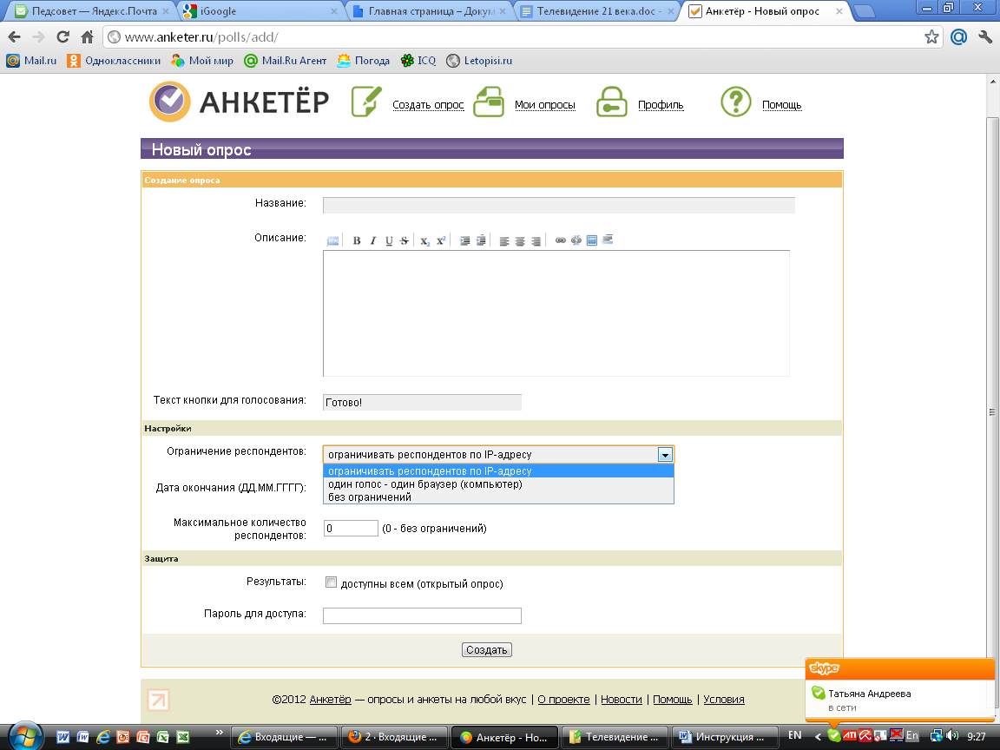 Педсовет — Яндекс.Почта
iGoogle
Главная страница – Докум
Телевидение 21 века.doc -
Анкетёр - Новый опрос
www.anketer.ru/polls/add/
Mail.ru
Одноклассники
Мой мир
Mail.Ru Агент
Погода
ICQ
Letopisi.ru
АНКЕТЁР
Создать опрос
Мои опросы
Профиль
Помощь
Новый опрос
Создание опроса
Название:
Описание:
B I U S x₂ x²
Текст кнопки для голосования:
Готово!
Настройки
Ограничение респондентов:
ограничивать респондентов по IP-адресу
ограничивать респондентов по IP-адресу
один голос - один браузер (компьютер)
без ограничений
Дата окончания (ДД.ММ.ГГГГ):
Максимальное количество
респондентов:
0 (0 - без ограничений)
Защита
Результаты:
доступны всем (открытый опрос)
Пароль для доступа:
Создать
©2012 Анкетёр — опросы и анкеты на любой вкус | О проекте | Новости | Помощь | Условия
skype
Татьяна Андреева
в сети
Входящие — ...
2 · Входящие ...
Анкетёр - Но...
Телевидение ...
Инструкция ...
EN
En
9:27